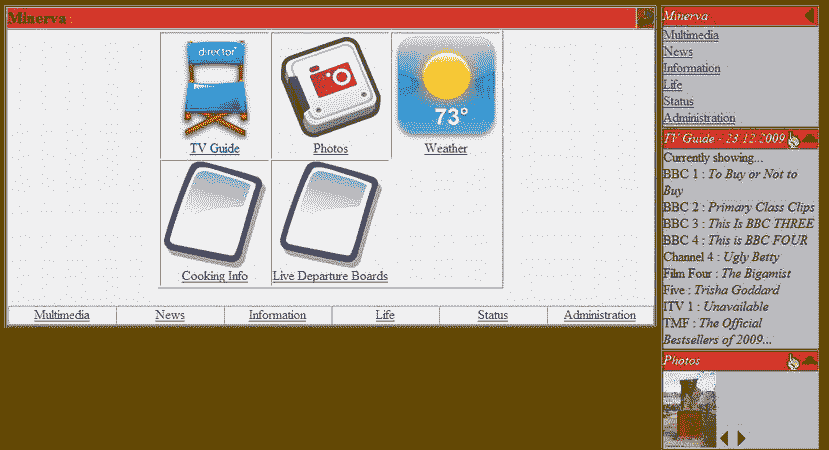 Minerva :
director
73°
TV Guide
Photos
Weather
Cooking Info
Live Departure Boards
Multimedia
News
Information
Life
Status
Administration
Minerva
Multimedia
News
Information
Life
Status
Administration
TV Guide - 23-12-2009
Currently showing...
BBC 1 : To Buy or Not to
Buy
BBC 2 : Primary Class Clips
BBC 3 : This Is BBC THREE
BBC 4 : This is BBC FOUR
Channel 4 : Ugly Betty
Film Four : The Bigamist
Five : Trisha Goddard
ITV 1 : Unavailable
TMF : The Official
Bestsellers of 2009...
Photos